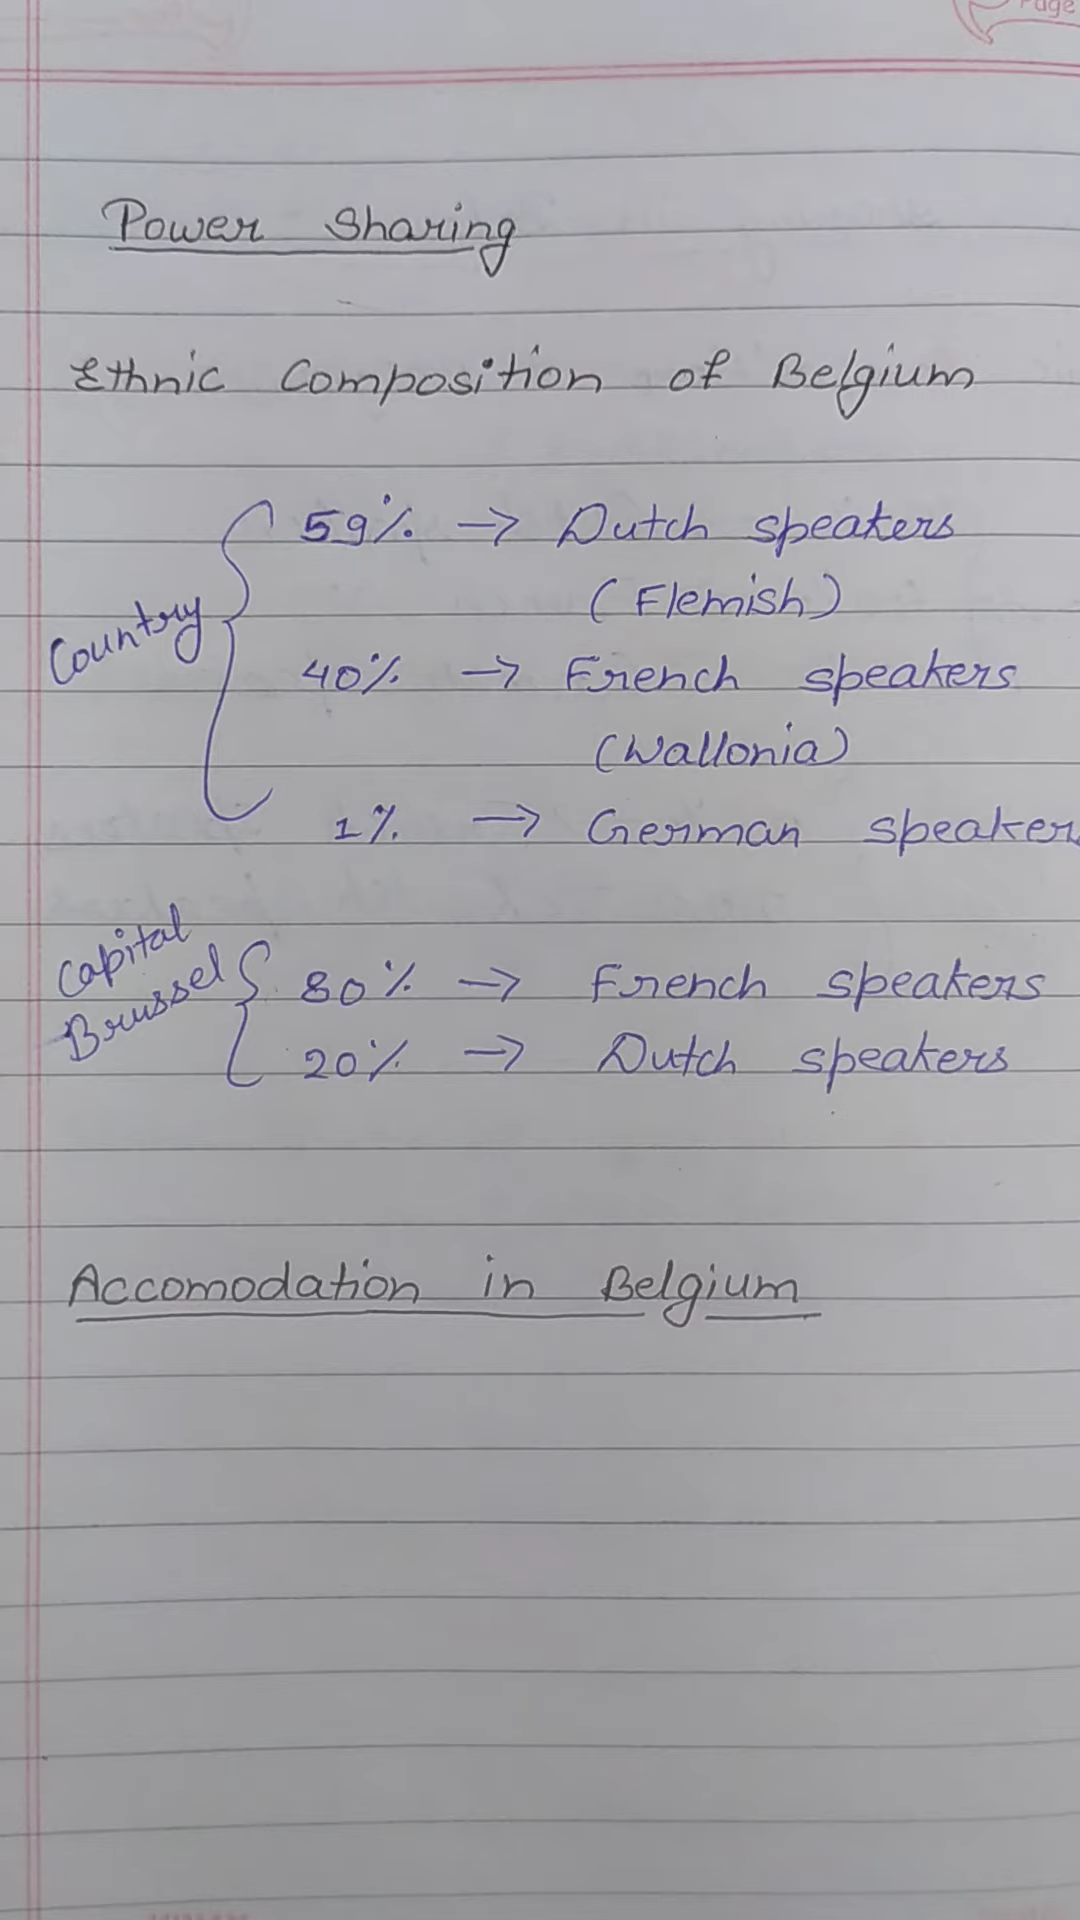 Page
Power Sharing
Ethnic Composition of Belgium
59% → Dutch speakers
(Flemish)
Country
40% → French speakers
(Wallonia)
1% → German speaker
Capital
Brussel
80% → French speakers
20% → Dutch speakers
Accomodation in Belgium